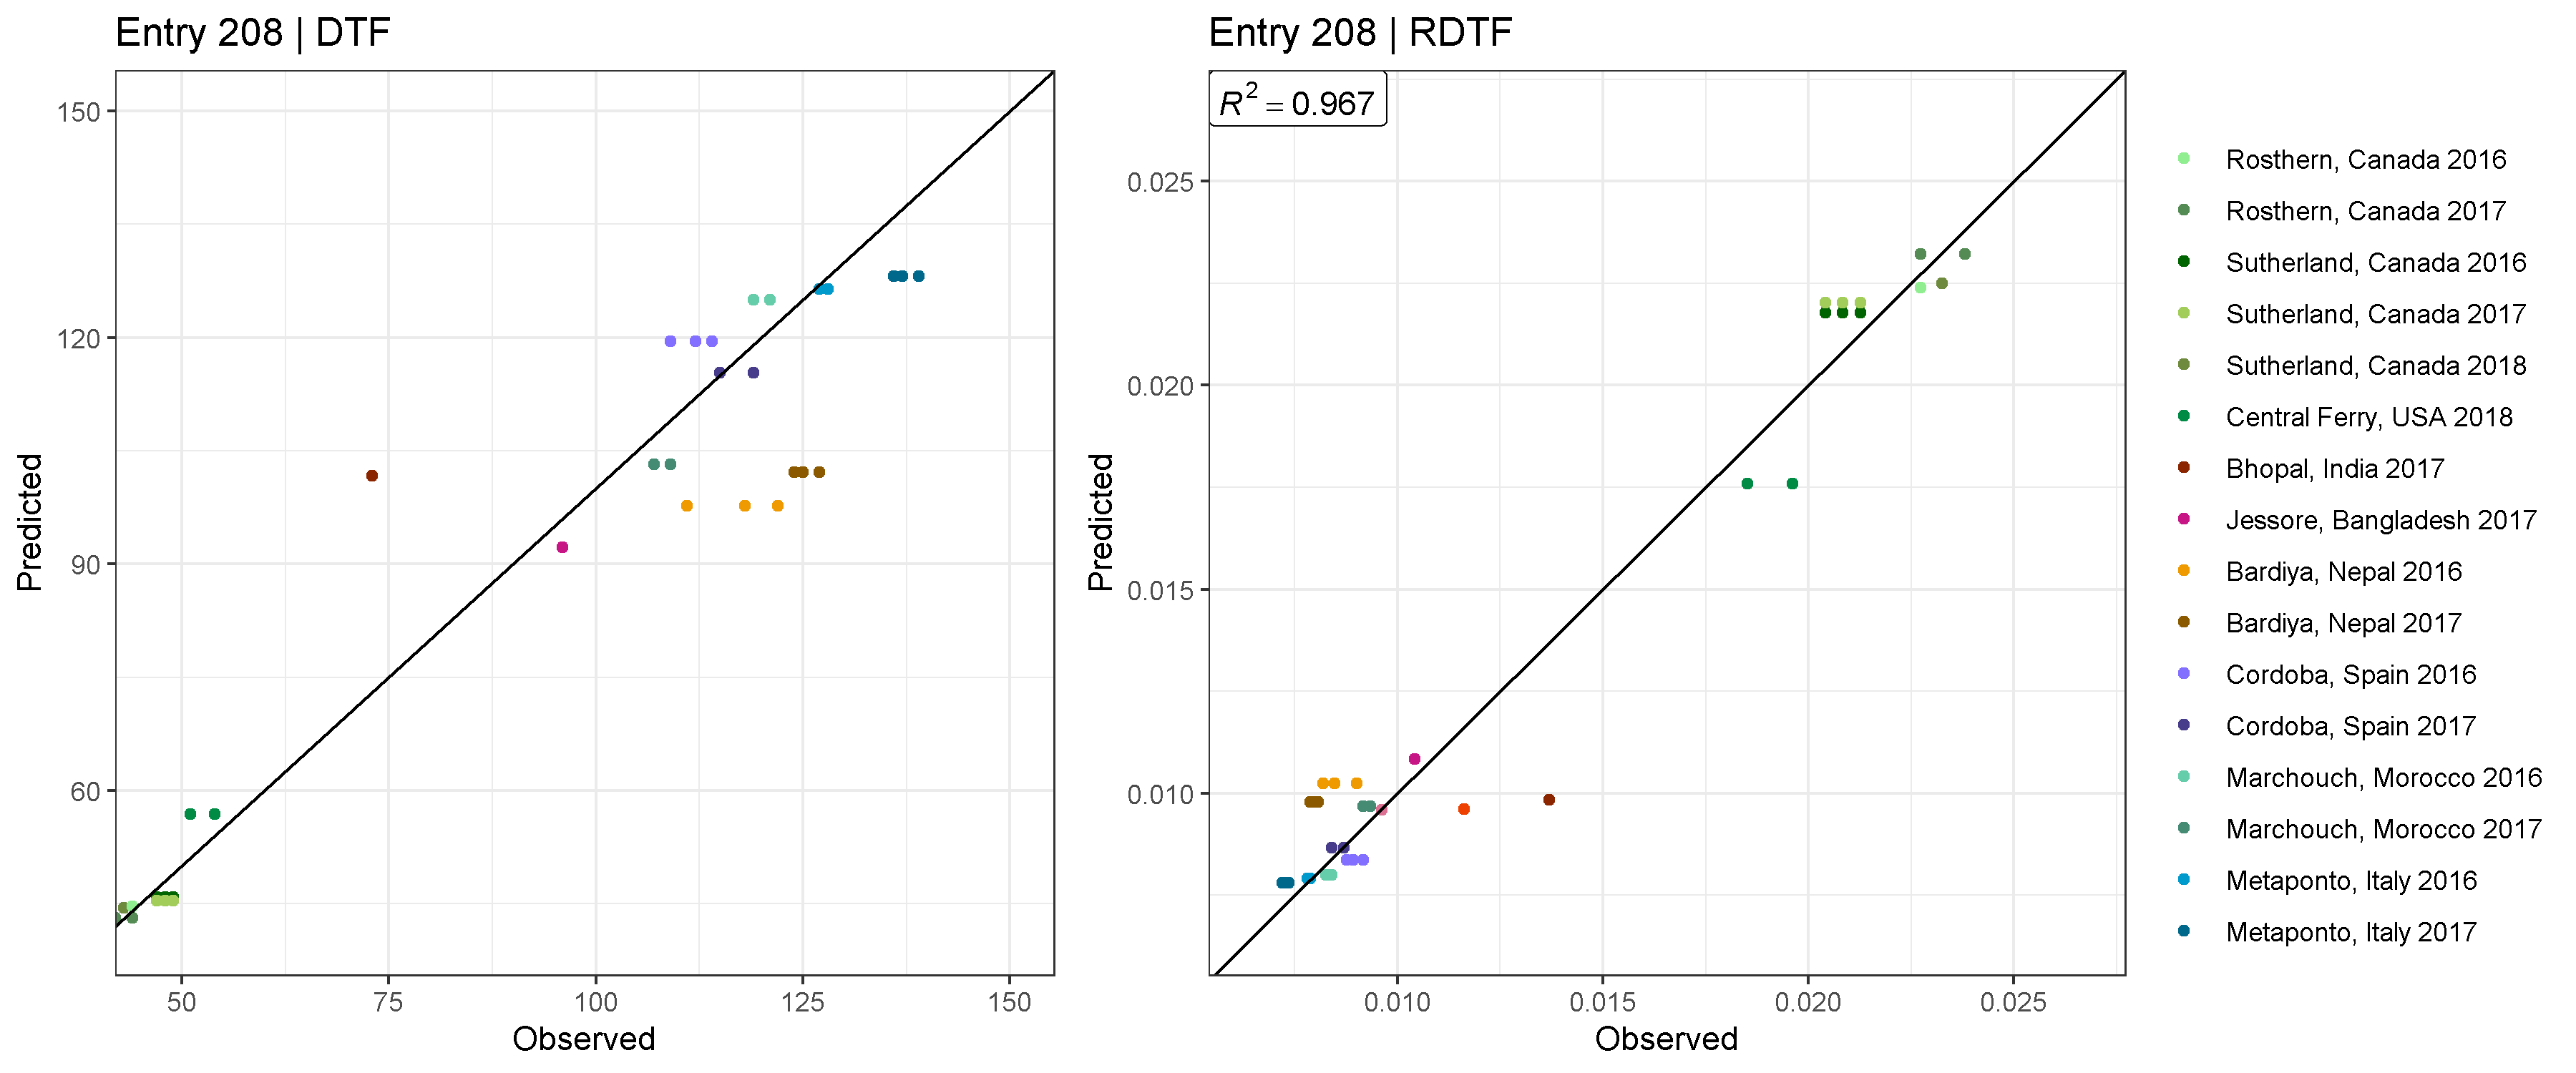 Entry 208 | DTF
150
120
90
60
Predicted
50
75
100
125
150
Observed
Entry 208 | RDTF
R² = 0.967
0.025
0.020
0.015
0.010
Predicted
0.010
0.015
0.020
0.025
Observed
Rosthern, Canada 2016
Rosthern, Canada 2017
Sutherland, Canada 2016
Sutherland, Canada 2017
Sutherland, Canada 2018
Central Ferry, USA 2018
Bhopal, India 2017
Jessore, Bangladesh 2017
Bardiya, Nepal 2016
Bardiya, Nepal 2017
Cordoba, Spain 2016
Cordoba, Spain 2017
Marchouch, Morocco 2016
Marchouch, Morocco 2017
Metaponto, Italy 2016
Metaponto, Italy 2017